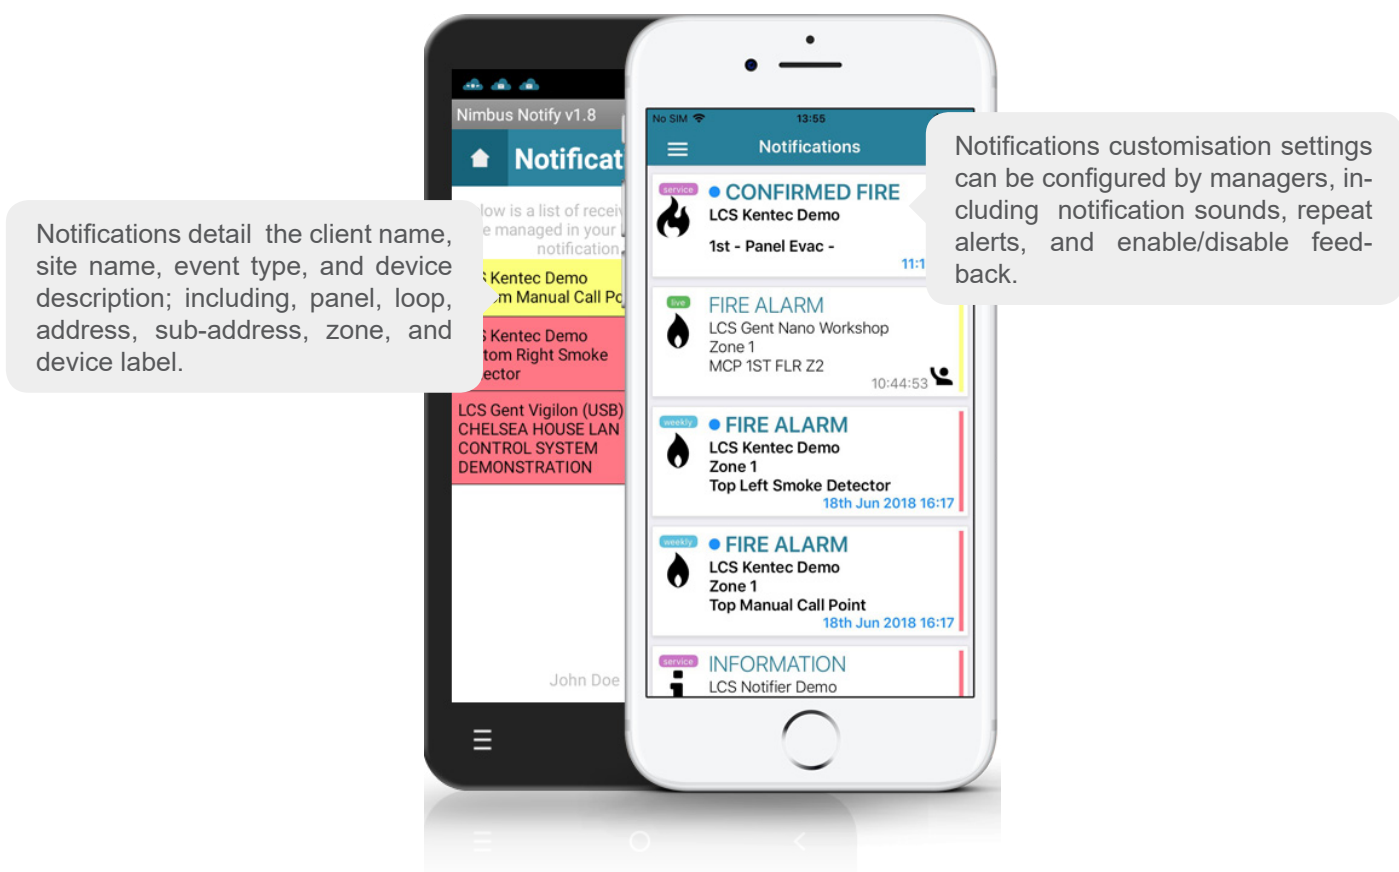 Nimbus Notify v1.8
Notificat
low is a list of recei
e managed in your
notification
Kentec Demo
m Manual Call Po
Kentec Demo
tom Right Smoke
ector
LCS Gent Vigilon (USB)
CHELSEA HOUSE LAN
CONTROL SYSTEM
DEMONSTRATION
John Doe
Notifications detail the client name,
site name, event type, and device
description; including, panel, loop,
address, sub-address, zone, and
device label.
No SIM 13:55
Notifications
service
CONFIRMED FIRE
LCS Kentec Demo
1st - Panel Evac -
11:1
live
FIRE ALARM
LCS Gent Nano Workshop
Zone 1
MCP 1ST FLR Z2
10:44:53
weekly
FIRE ALARM
LCS Kentec Demo
Zone 1
Top Left Smoke Detector
18th Jun 2018 16:17
weekly
FIRE ALARM
LCS Kentec Demo
Zone 1
Top Manual Call Point
18th Jun 2018 16:17
service
INFORMATION
LCS Notifier Demo
Notifications customisation settings
can be configured by managers, in-
cluding notification sounds, repeat
alerts, and enable/disable feed-
back.